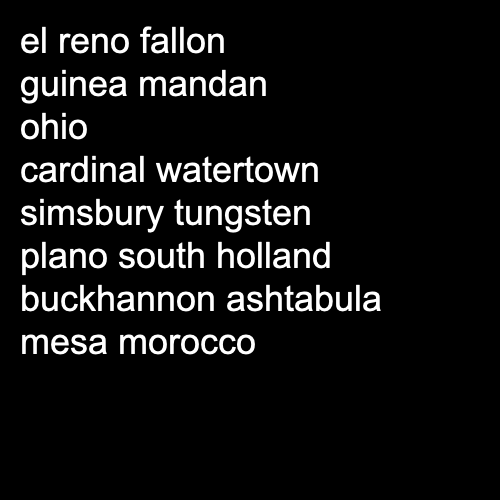 el reno fallon
guinea mandan
ohio
cardinal watertown
simsbury tungsten
plano south holland
buckhannon ashtabula
mesa morocco